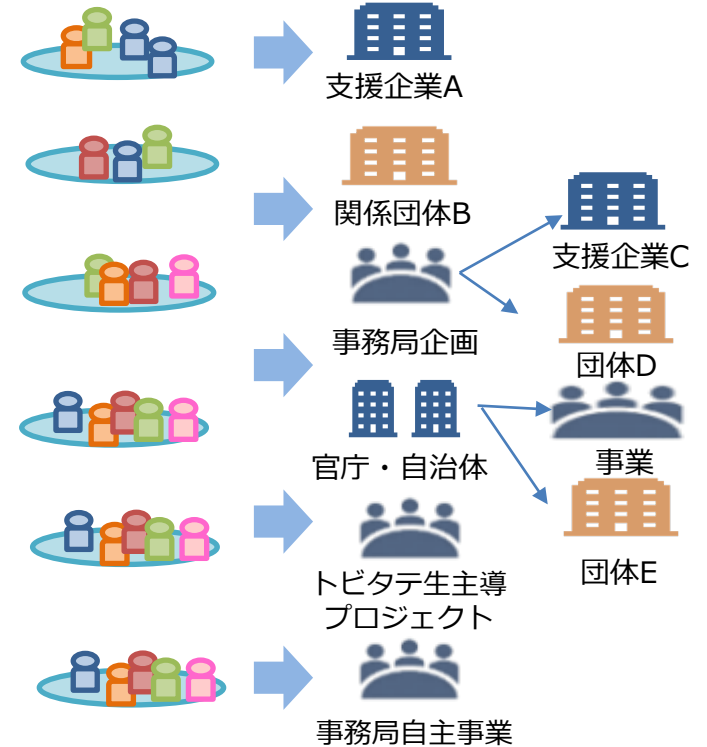 支援企業A
関係団体B
支援企業C
事務局企画
団体D
官庁・自治体
事業
トビタテ生主導
プロジェクト
団体E
事務局自主事業